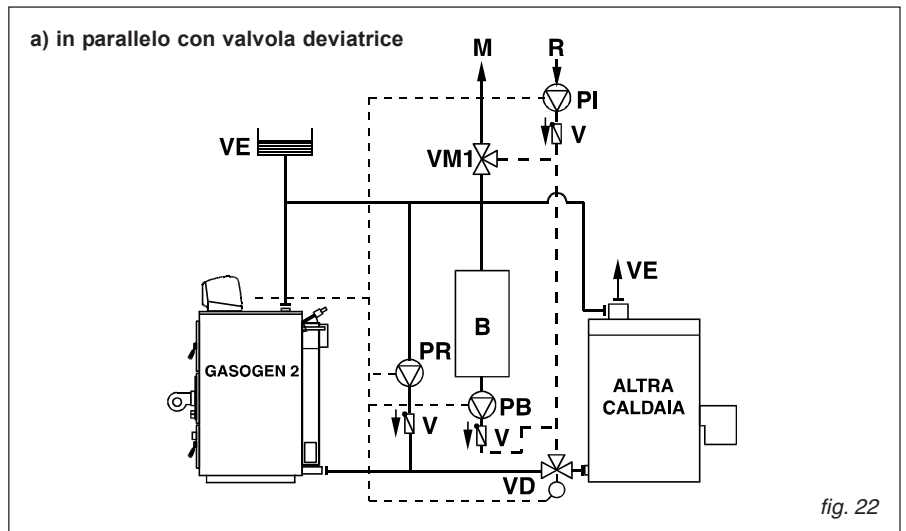 a) in parallelo con valvola deviatrice
M
R
PI
V
VE
VM1
VE
B
GASOGEN 2
PR
ALTRA
CALDAIA
PB
V
V
VD
fig. 22